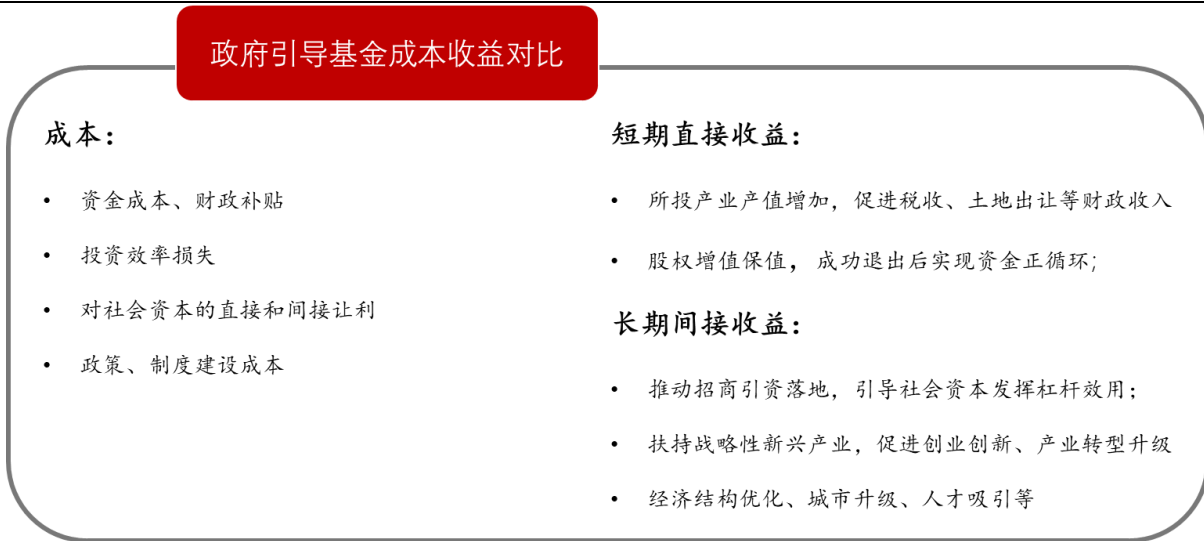 政府引导基金成本收益对比
成本：
• 资金成本、财政补贴
• 投资效率损失
• 对社会资本的直接和间接让利
• 政策、制度建设成本
短期直接收益：
• 所投产业产值增加，促进税收、土地出让等财政收入
• 股权增值保值，成功退出后实现资金正循环；
长期间接收益：
• 推动招商引资落地，引导社会资本发挥杠杆效用；
• 扶持战略性新兴产业，促进创业创新、产业转型升级
• 经济结构优化、城市升级、人才吸引等